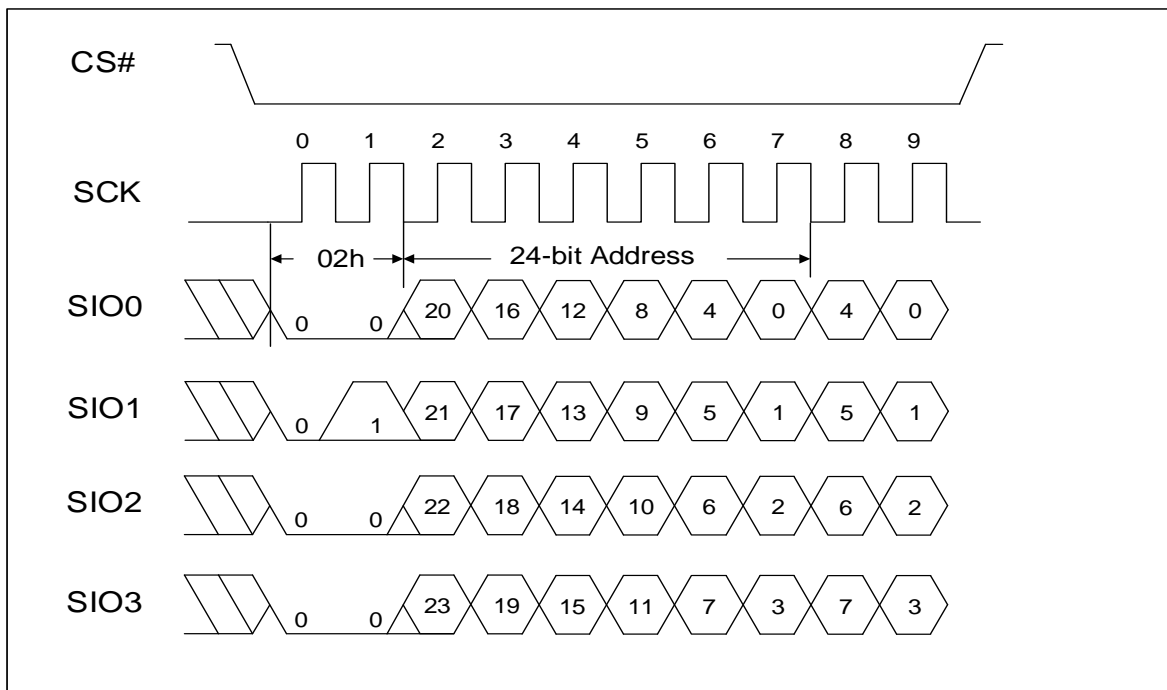 CS#
0 1 2 3 4 5 6 7 8 9
SCK
02h 24-bit Address
SIO0 0 0 20 16 12 8 4 0 4 0
SIO1 0 1 21 17 13 9 5 1 5 1
SIO2 0 0 22 18 14 10 6 2 6 2
SIO3 0 0 23 19 15 11 7 3 7 3